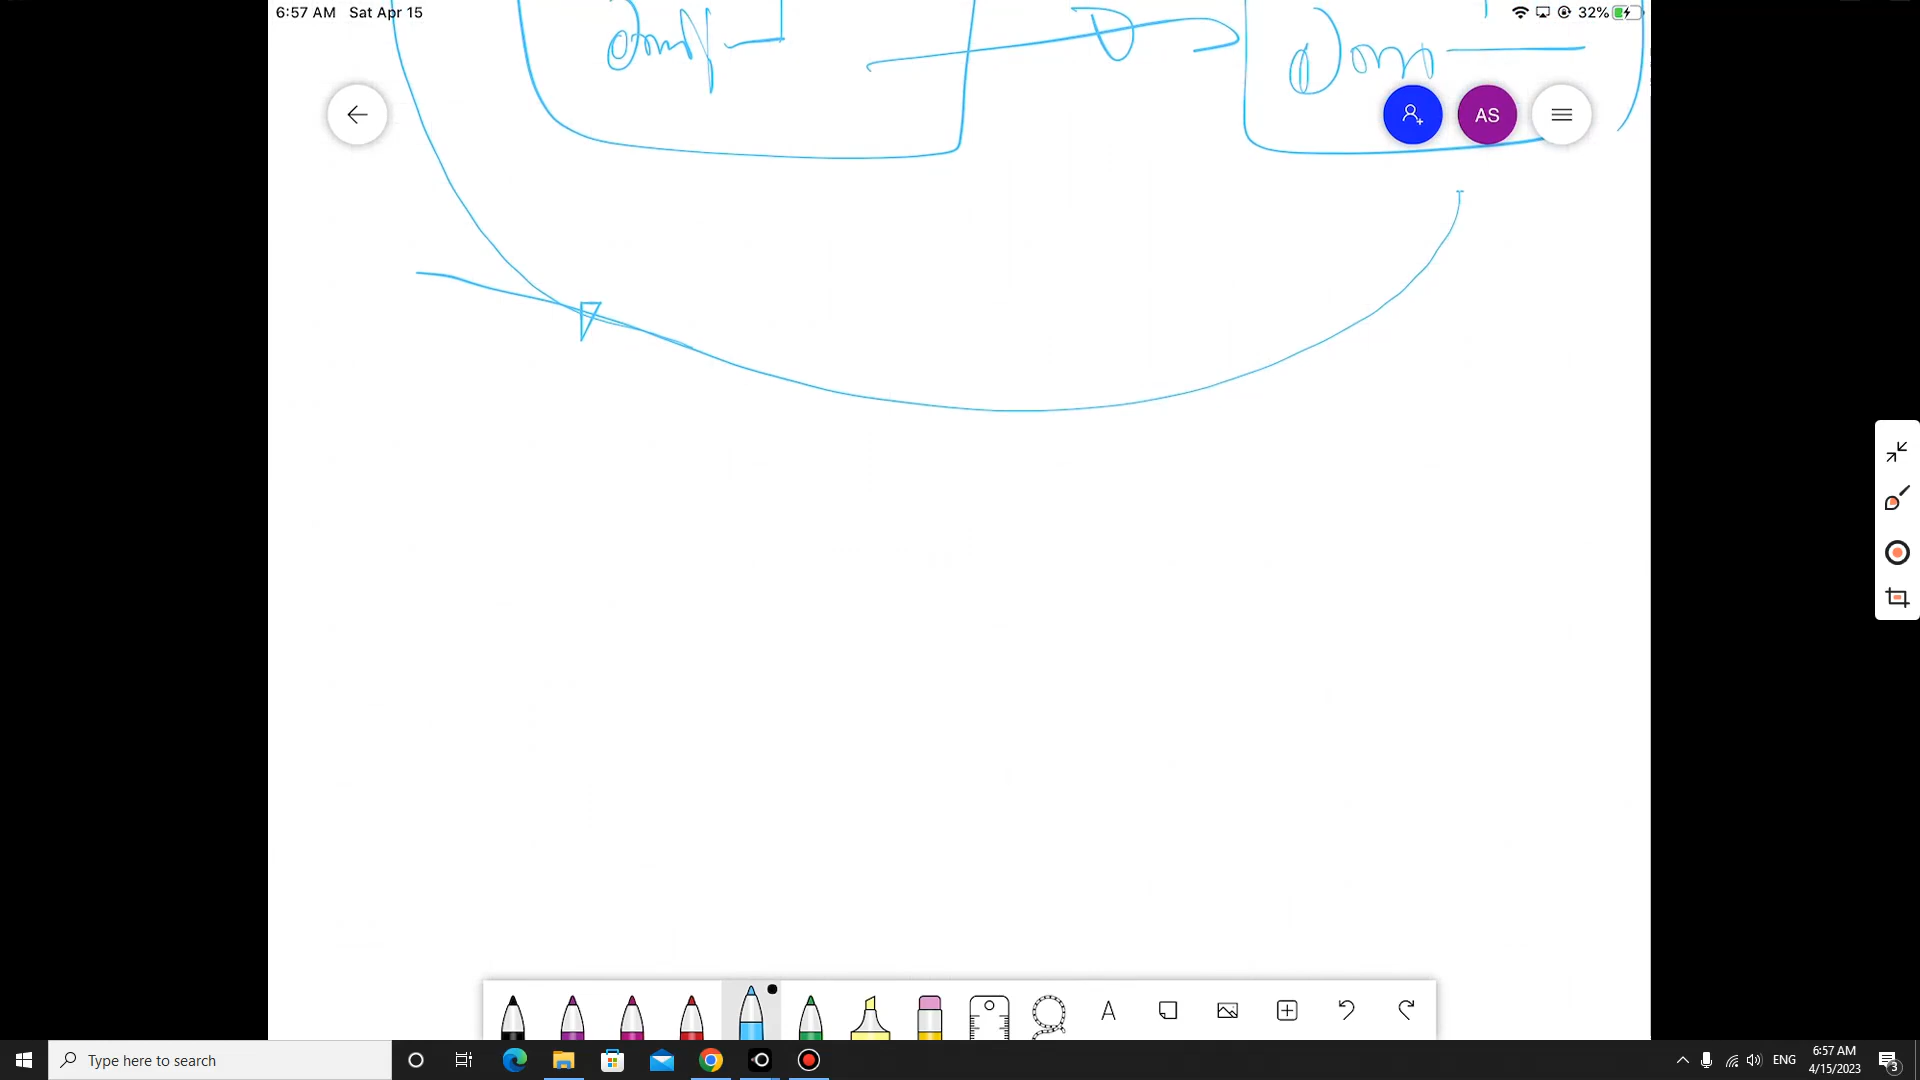 6:57 AM Sat Apr 15
32%
AS
A
Type here to search
ENG
6:57 AM
4/15/2023
3